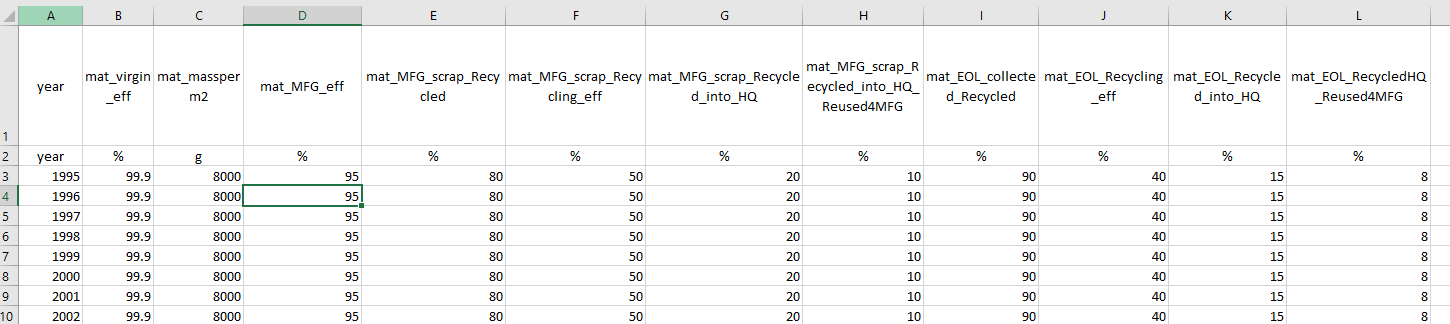 A B C D E F G H I J K L
1 year mat_virgin_eff mat_massperm2 mat_MFG_eff mat_MFG_scrap_Recycled mat_MFG_scrap_Recycling_eff mat_MFG_scrap_Recycled_into_HQ mat_MFG_scrap_Recycled_into_HQ_Reused4MFG mat_EOL_collected_Recycled mat_EOL_Recycling_eff mat_EOL_Recycled_into_HQ mat_EOL_RecycledHQ_Reused4MFG
2 year % g % % % % % % % % %
3 1995 99.9 8000 95 80 50 20 10 90 40 15 8
4 1996 99.9 8000 95 80 50 20 10 90 40 15 8
5 1997 99.9 8000 95 80 50 20 10 90 40 15 8
6 1998 99.9 8000 95 80 50 20 10 90 40 15 8
7 1999 99.9 8000 95 80 50 20 10 90 40 15 8
8 2000 99.9 8000 95 80 50 20 10 90 40 15 8
9 2001 99.9 8000 95 80 50 20 10 90 40 15 8
10 2002 99.9 8000 95 80 50 20 10 90 40 15 8